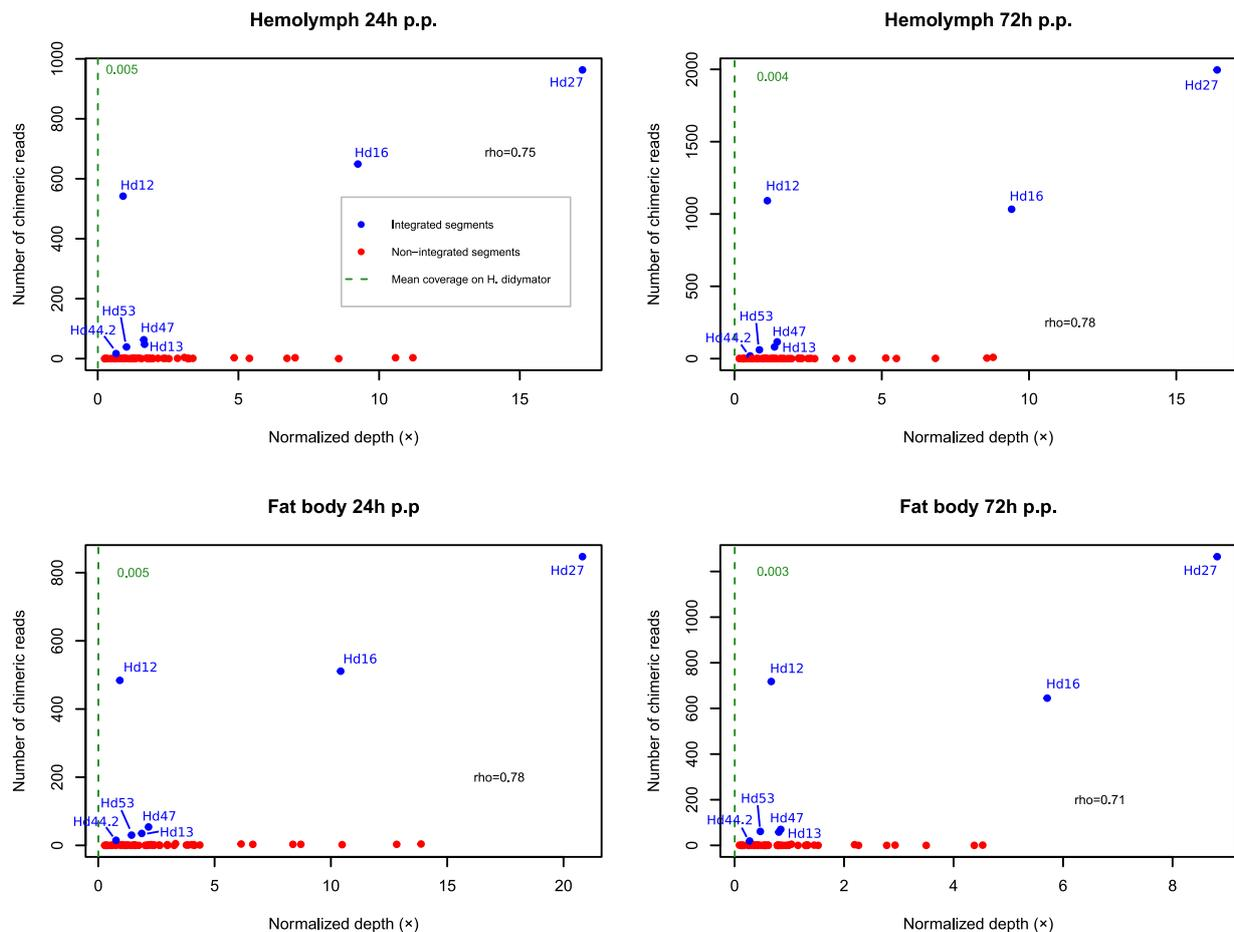 Hemolymph 24h p.p.
Number of chimeric reads
1000
800
600
400
200
0
0.005
Hd27
Hd16
rho=0.75
Hd12
Integrated segments
Non−integrated segments
Mean coverage on H. didymator
Hd53
Hd44.2
Hd47
Hd13
0 5 10 15
Normalized depth (×)
Hemolymph 72h p.p.
Number of chimeric reads
2000
1500
1000
500
0
0.004
Hd27
Hd12
Hd16
rho=0.78
Hd53
Hd44.2
Hd47
Hd13
0 5 10 15
Normalized depth (×)
Fat body 24h p.p
Number of chimeric reads
800
600
400
200
0
0.005
Hd27
Hd16
Hd12
rho=0.78
Hd53
Hd44.2
Hd47
Hd13
0 5 10 15 20
Normalized depth (×)
Fat body 72h p.p.
Number of chimeric reads
1000
800
600
400
200
0
0.003
Hd27
Hd12
Hd16
rho=0.71
Hd53
Hd44.2
Hd47
Hd13
0 2 4 6 8
Normalized depth (×)